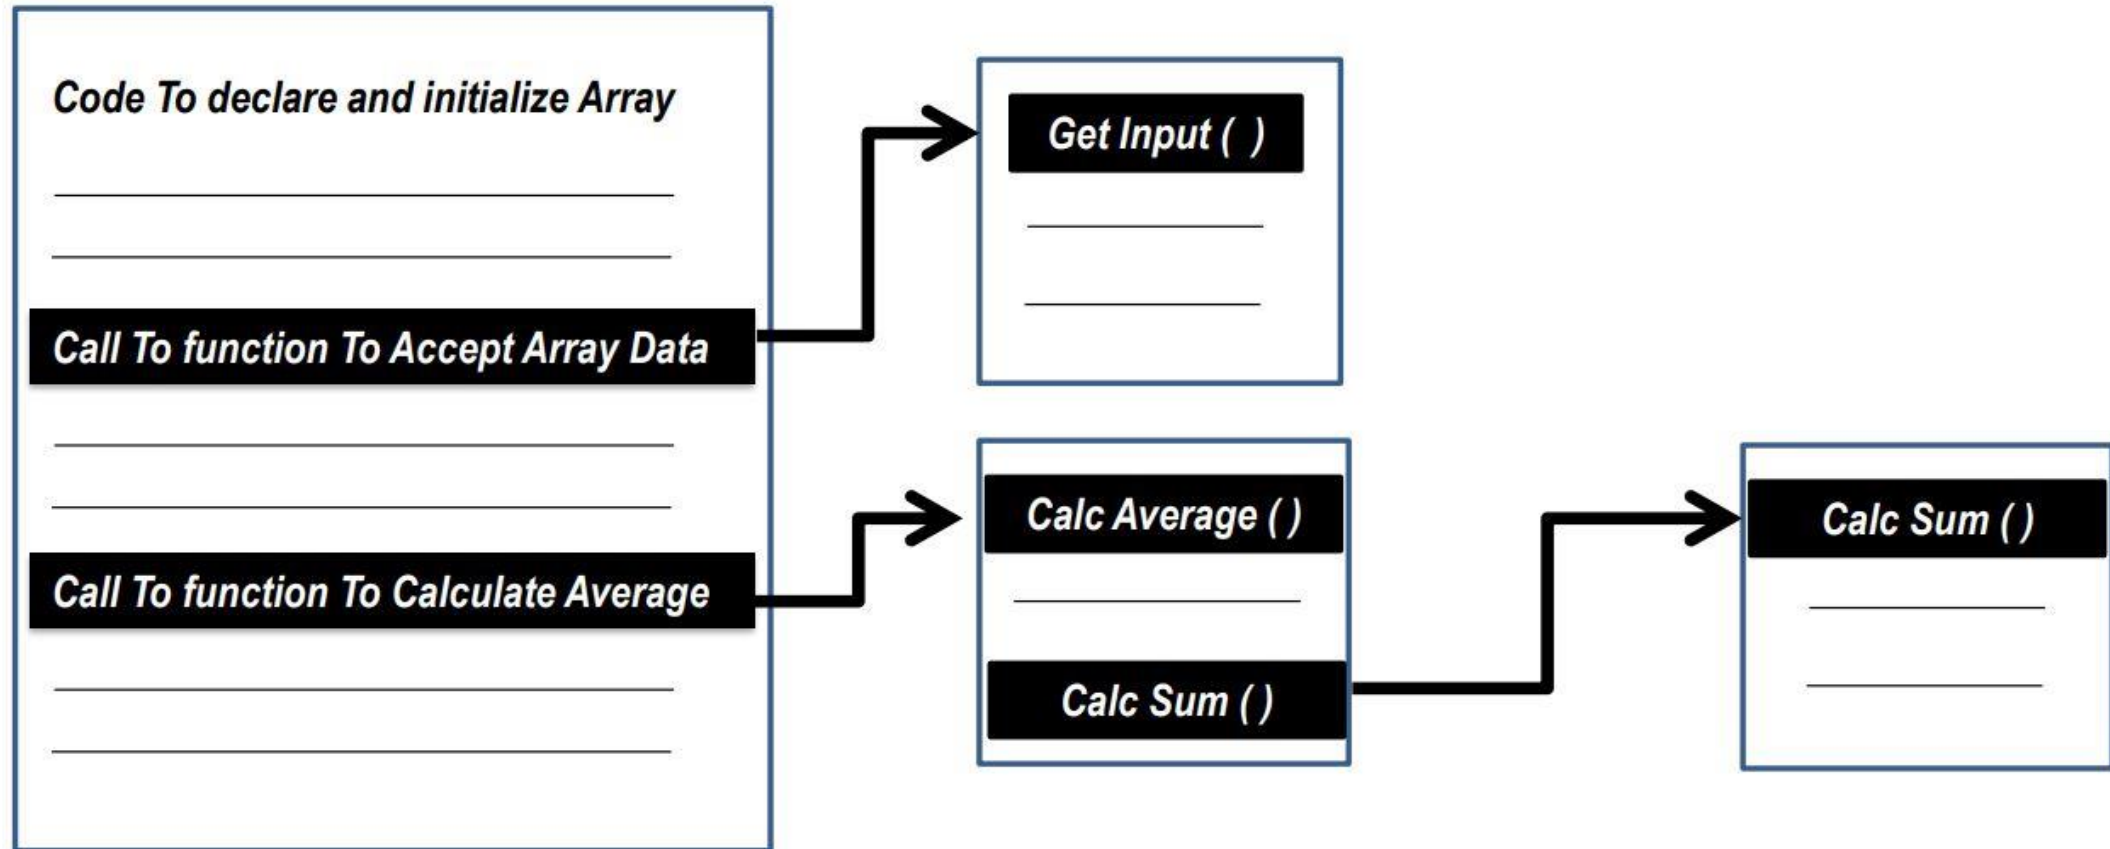 Code To declare and initialize Array
Call To function To Accept Array Data
Call To function To Calculate Average
Get Input (  )
Calc Average ( )
Calc Sum ( )
Calc Sum ( )